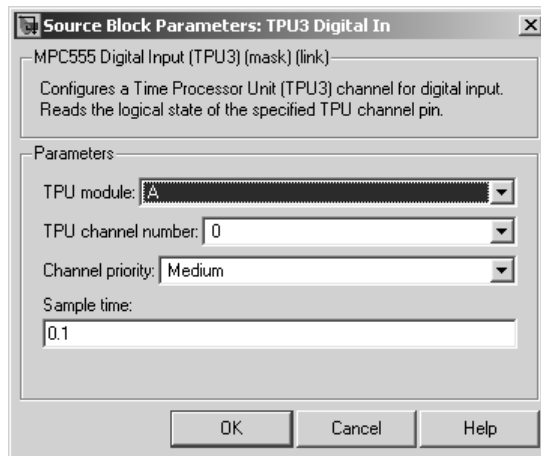 Source Block Parameters: TPU3 Digital In
MPC555 Digital Input (TPU3) (mask) (link)
Configures a Time Processor Unit (TPU3) channel for digital input.
Reads the logical state of the specified TPU channel pin.
Parameters
TPU module: A
TPU channel number: 0
Channel priority: Medium
Sample time:
0.1
OK Cancel Help